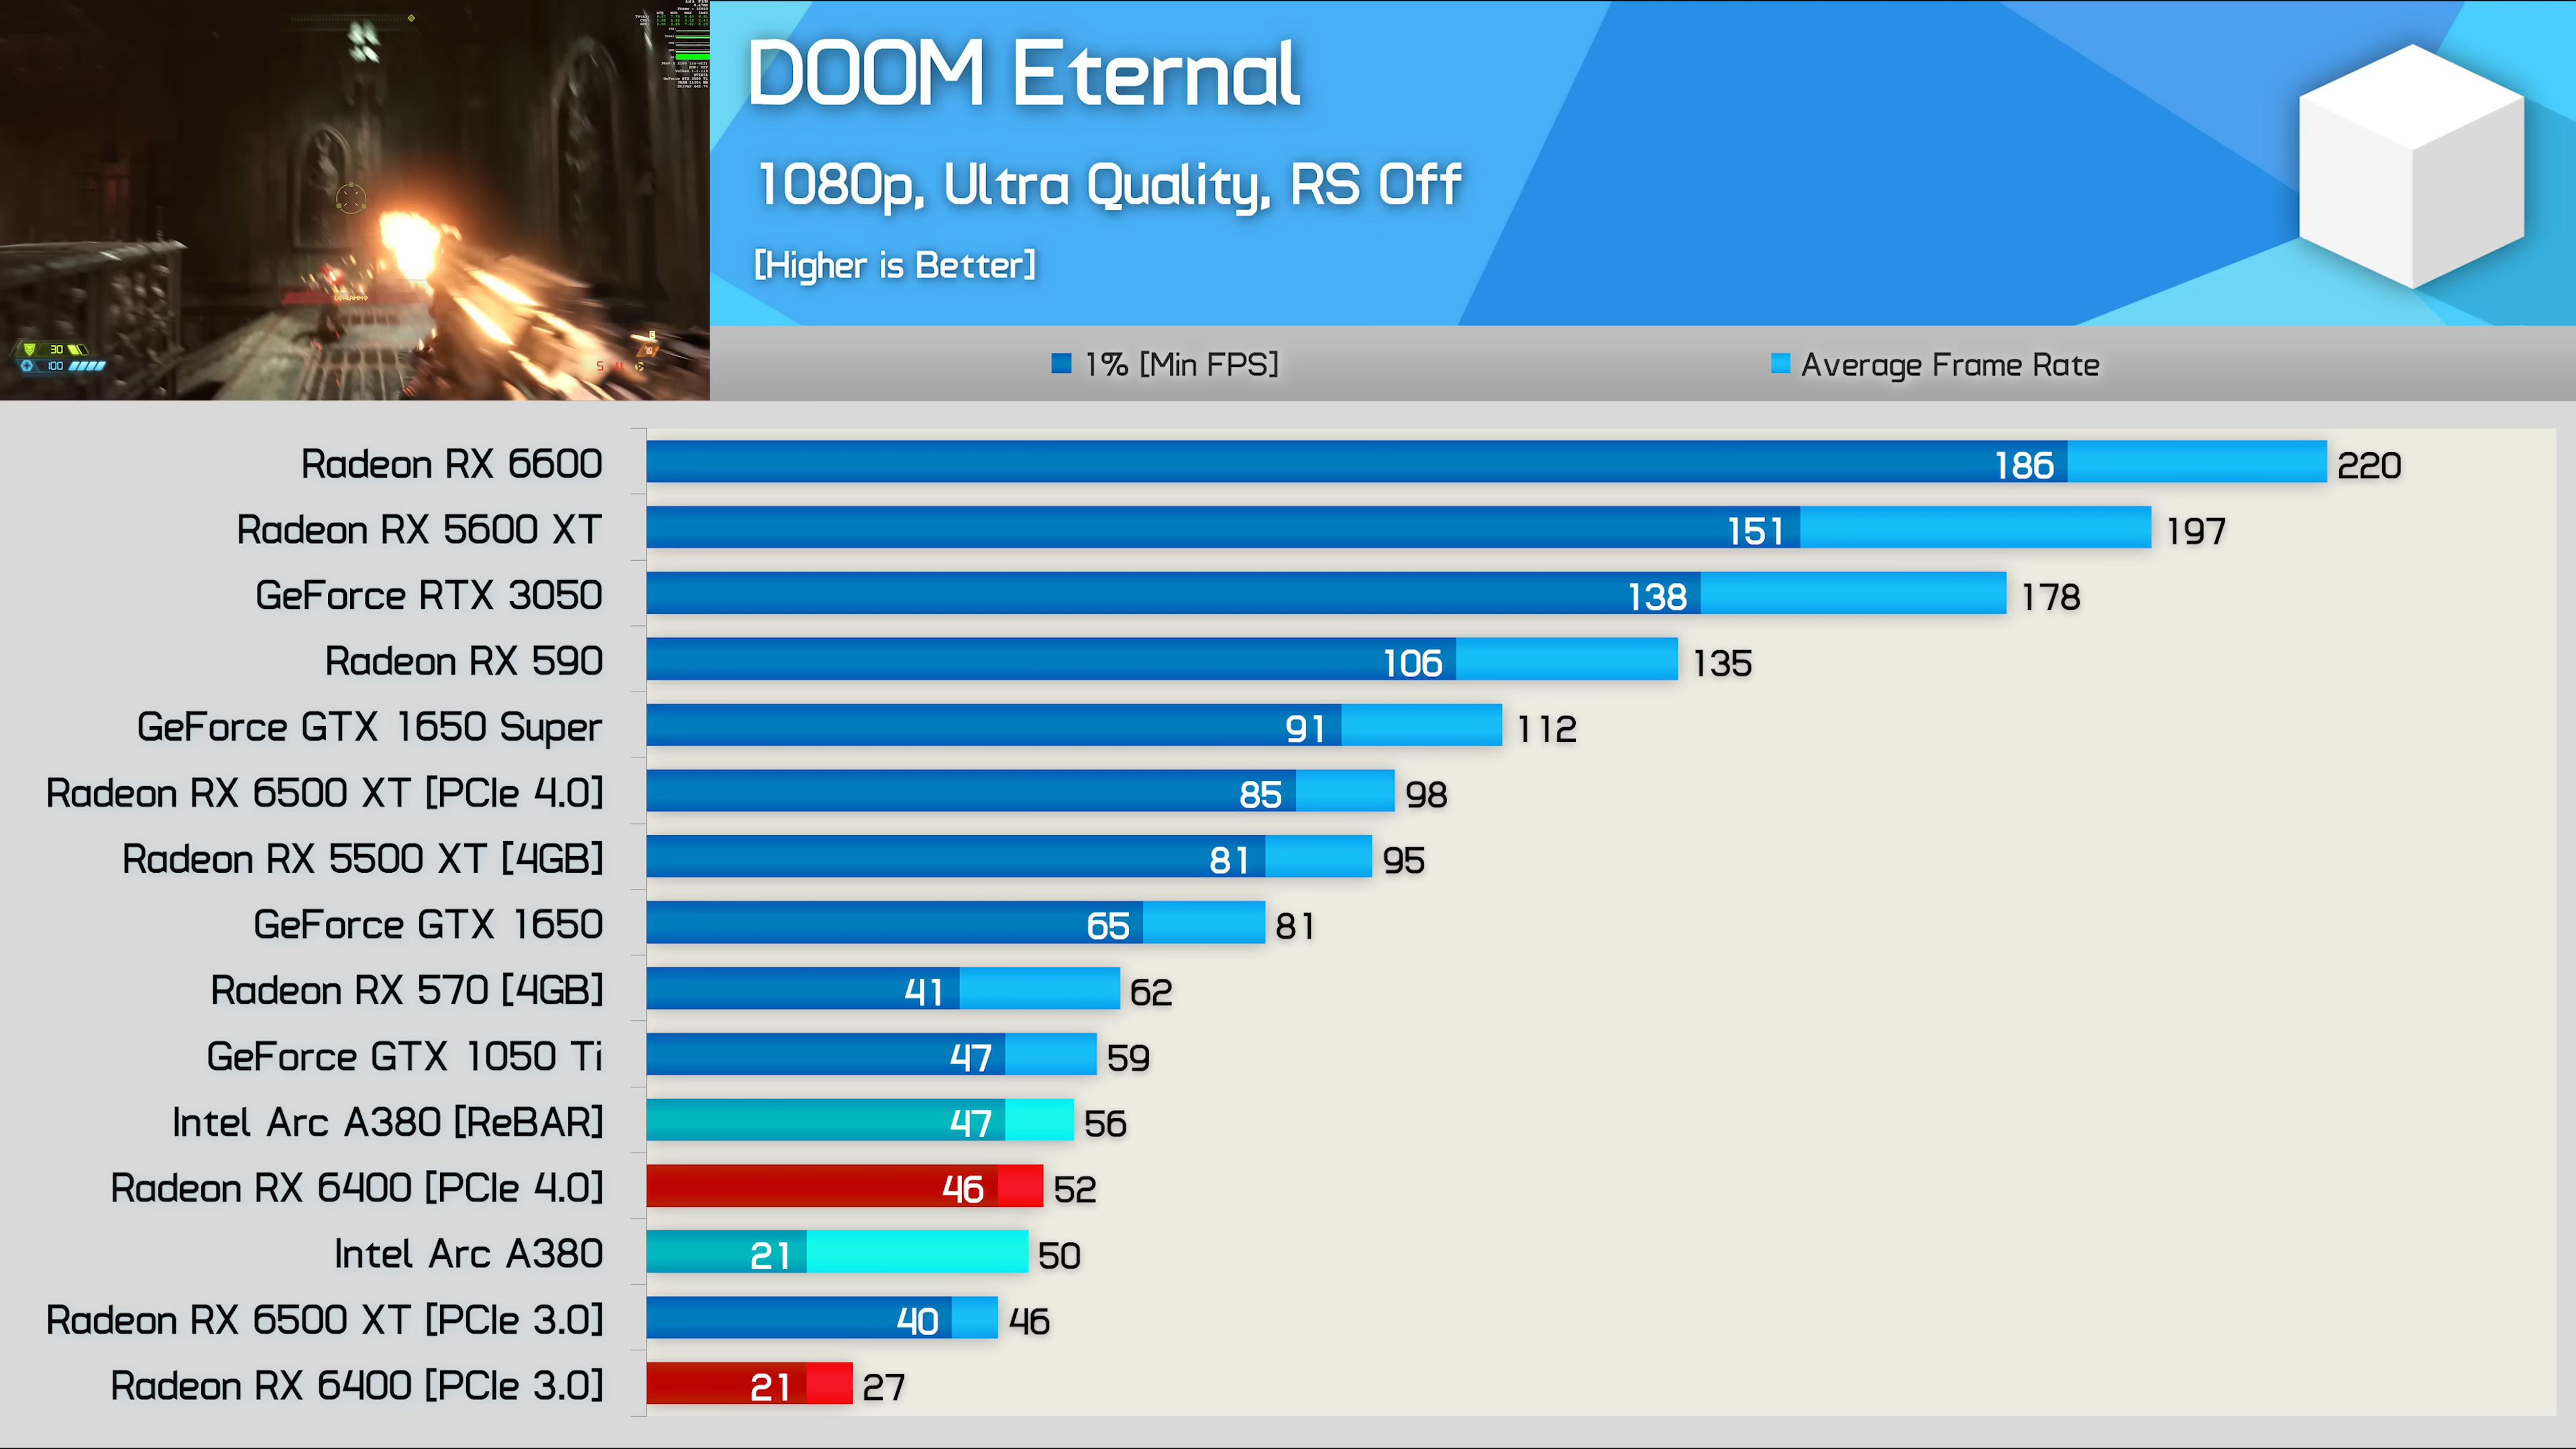 DOOM Eternal
1080p, Ultra Quality, RS Off
[Higher is Better]
1% [Min FPS]
Average Frame Rate
30
100
Radeon RX 6600 186 220
Radeon RX 5600 XT 151 197
GeForce RTX 3050 138 178
Radeon RX 590 106 135
GeForce GTX 1650 Super 91 112
Radeon RX 6500 XT [PCIe 4.0] 85 98
Radeon RX 5500 XT [4GB] 81 95
GeForce GTX 1650 65 81
Radeon RX 570 [4GB] 41 62
GeForce GTX 1050 Ti 47 59
Intel Arc A380 [ReBAR] 47 56
Radeon RX 6400 [PCIe 4.0] 46 52
Intel Arc A380 21 50
Radeon RX 6500 XT [PCIe 3.0] 40 46
Radeon RX 6400 [PCIe 3.0] 21 27